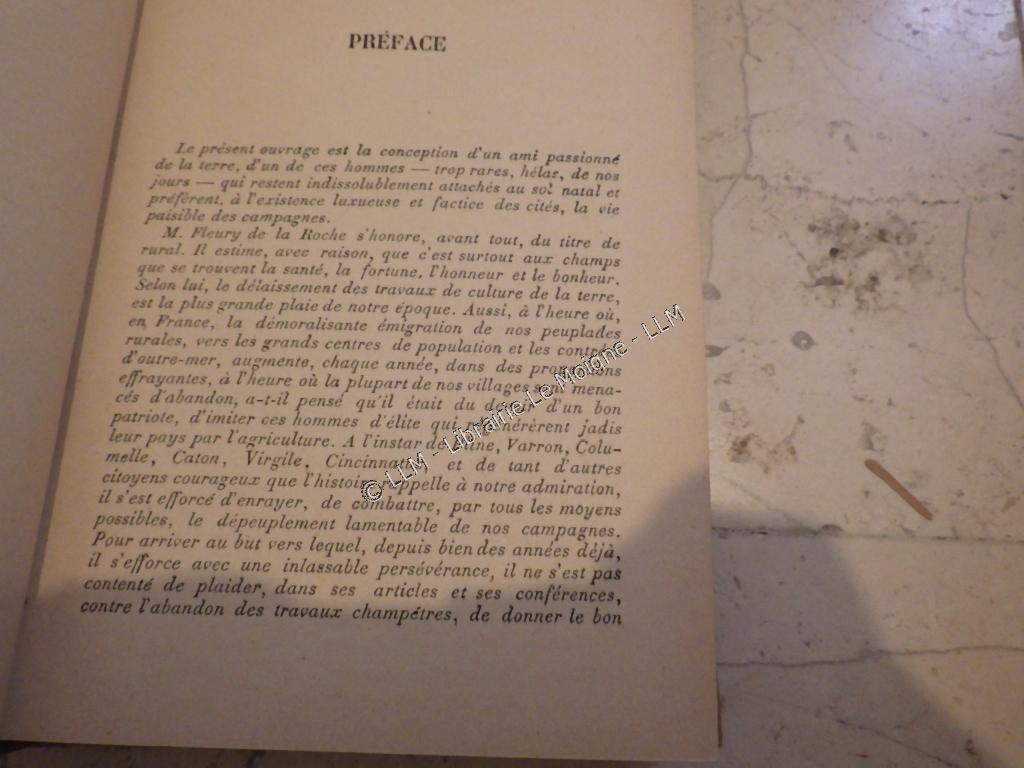 PRÉFACE
Le présent ouvrage est la conception d'un ami passionné
de la terre, d'un de ces hommes — trop rares, hélas, de nos
jours — qui restent indissolublement attachés au sol natal et
préfèrent, à l'existence luxueuse et factice des cités, la vie
paisible des campagnes.
M. Fleury de la Roche s'honore, avant tout, du titre de
rural. Il estime, avec raison, que c'est surtout aux champs
que se trouvent la santé, la fortune, l'honneur et le bonheur.
Selon lui, le délaissement des travaux de culture de la terre,
est la plus grande plaie de notre époque. Aussi, à l'heure où,
en France, la démoralisante émigration de nos peuplades
rurales, vers les grands centres de population et les contrées
d'outre-mer, augmente, chaque année, dans des proportions
effrayantes, à l'heure où la plupart de nos villages sont mena-
cés d'abandon, a-t-il pensé qu'il était du devoir d'un bon
patriote, d'imiter ces hommes d'élite qui jadis
leur pays par l'agriculture. A l'instar de Pline, Varron, Colu-
melle, Caton, Virgile, Cincinnatus et de tant d'autres
citoyens courageux que l'histoire rappelle à notre admiration,
il s'est efforcé d'enrayer, de combattre, par tous les moyens
possibles, le dépeuplement lamentable de nos campagnes.
Pour arriver au but vers lequel, depuis bien des années déjà,
il s'efforce avec une inlassable persévérance, il ne s'est pas
contenté de plaider, dans ses articles et ses conférences,
contre l'abandon des travaux champêtres, de donner le bon
© LLM - Librairie Le Moigne - LLM